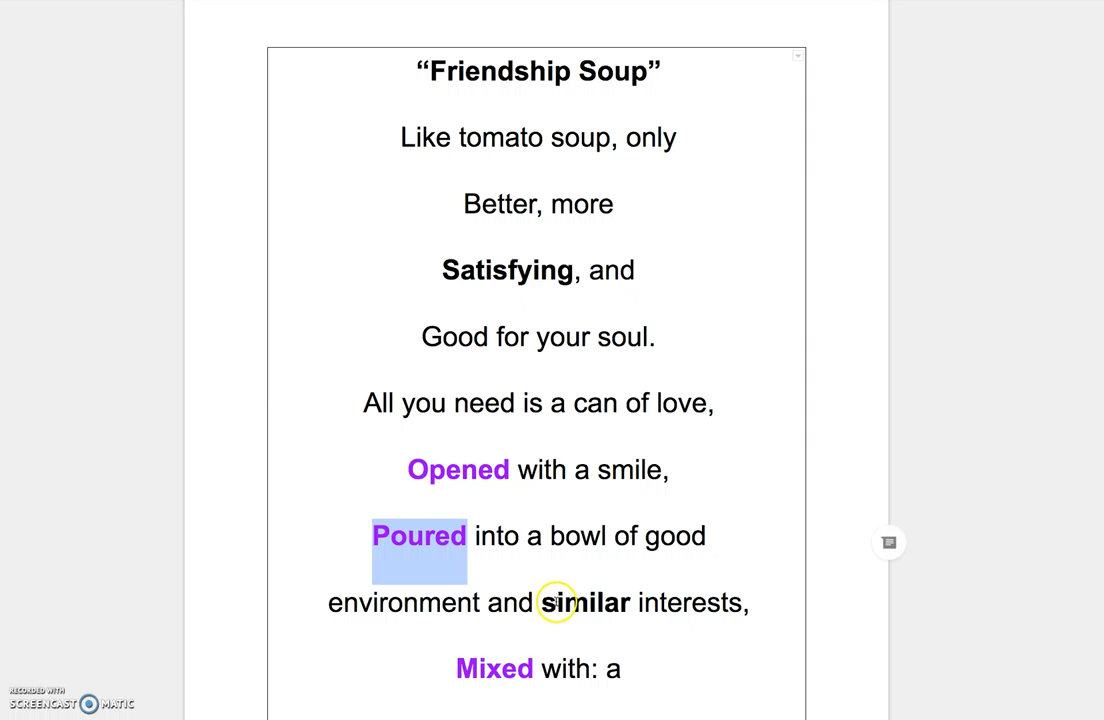 “Friendship Soup”
Like tomato soup, only
Better, more
Satisfying, and
Good for your soul.
All you need is a can of love,
Opened with a smile,
Poured into a bowl of good
environment and similar interests,
Mixed with: a
RECORDED WITH
SCREENCAST MATIC